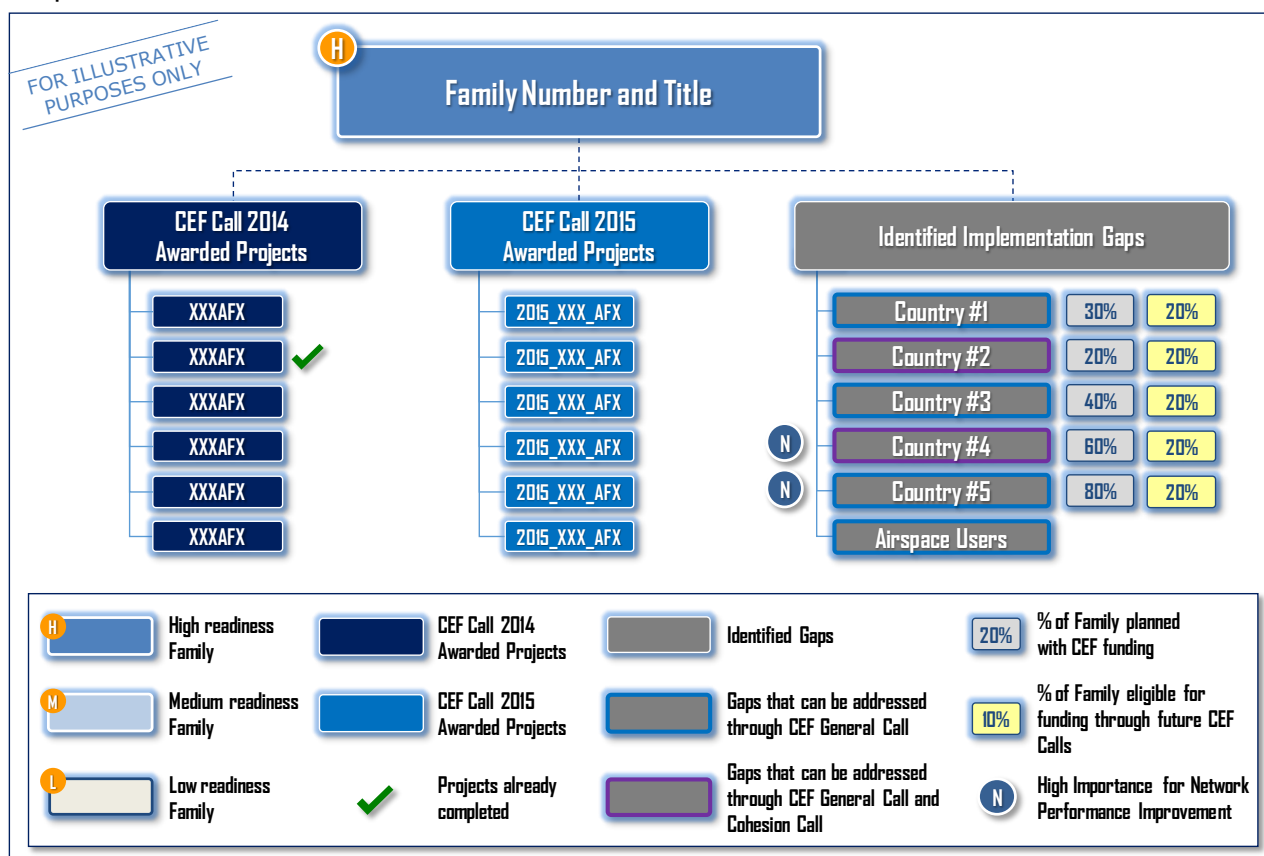 FOR ILLUSTRATIVE
PURPOSES ONLY
H
Family Number and Title
CEF Call 2014
Awarded Projects
CEF Call 2015
Awarded Projects
Identified Implementation Gaps
XXXAFX
2015_XXX_AFX
Country #1
30%
20%
XXXAFX
2015_XXX_AFX
Country #2
20%
20%
XXXAFX
2015_XXX_AFX
Country #3
40%
20%
XXXAFX
2015_XXX_AFX
N
Country #4
60%
20%
XXXAFX
2015_XXX_AFX
N
Country #5
80%
20%
XXXAFX
2015_XXX_AFX
Airspace Users
H
High readiness
Family
CEF Call 2014
Awarded Projects
Identified Gaps
20%
% of Family planned
with CEF funding
M
Medium readiness
Family
CEF Call 2015
Awarded Projects
Gaps that can be addressed
through CEF General Call
10%
% of Family eligible for
funding through future CEF
Calls
L
Low readiness
Family
Projects already
completed
Gaps that can be addressed
through CEF General Call and
Cohesion Call
N
High Importance for Network
Performance Improvement